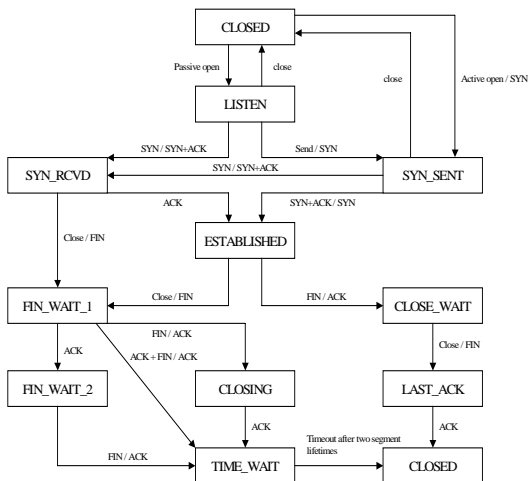 CLOSED
Passive open
close
close
Active open / SYN
LISTEN
SYN / SYN+ACK
Send / SYN
SYN_RCVD
SYN / SYN+ACK
SYN_SENT
ACK
SYN+ACK / SYN
Close / FIN
ESTABLISHED
Close / FIN
FIN / ACK
FIN_WAIT_1
CLOSE_WAIT
FIN / ACK
ACK
ACK + FIN / ACK
Close / FIN
FIN_WAIT_2
CLOSING
LAST_ACK
ACK
ACK
FIN / ACK
Timeout after two segment
lifetimes
TIME_WAIT
CLOSED